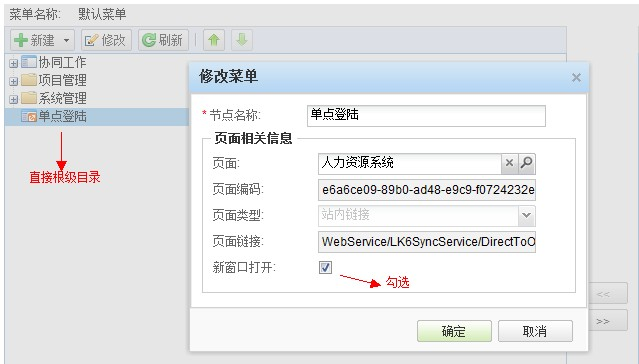 菜单名称: 默认菜单
新建 修改 刷新
协同工作
项目管理
系统管理
单点登陆
直接根级目录
修改菜单
* 节点名称: 单点登陆
页面相关信息
页面: 人力资源系统
页面编码: e6a6ce09-89b0-ad48-e9c9-f0724232e
页面类型: 站内链接
页面链接: WebService/LK6SyncService/DirectToO
新窗口打开:
勾选
<<
>>
确定 取消